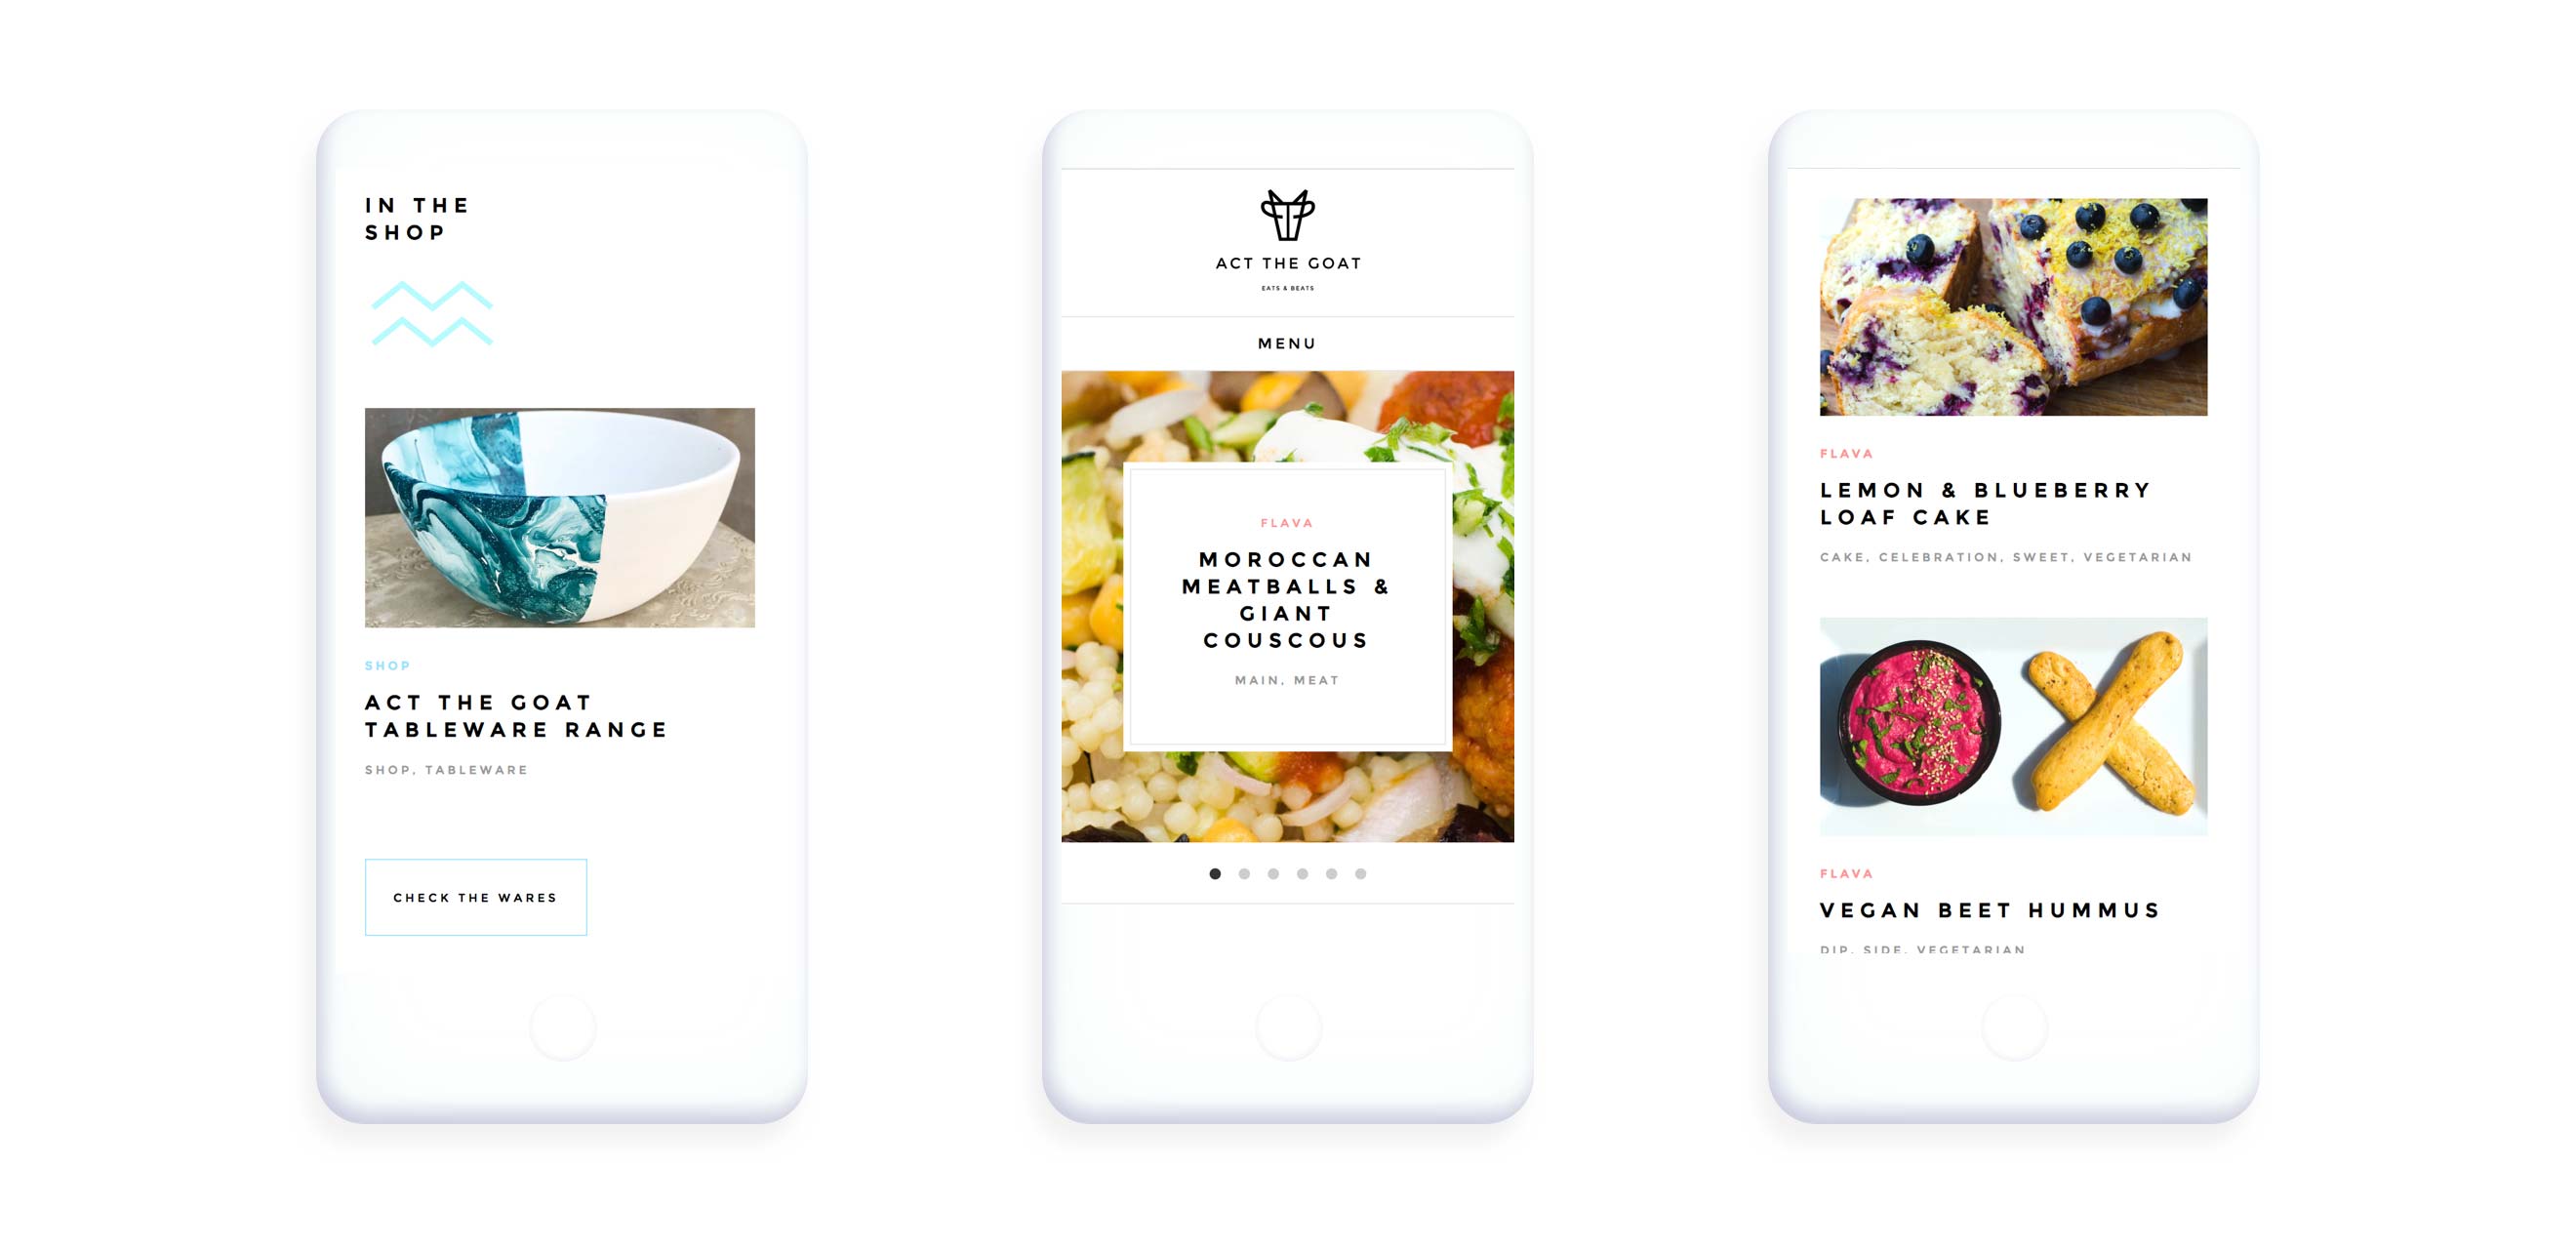 IN THE
SHOP
SHOP
ACT THE GOAT
TABLEWARE RANGE
SHOP, TABLEWARE
CHECK THE WARES
ACT THE GOAT
EATS & BEATS
MENU
FLAVA
MOROCCAN
MEATBALLS &
GIANT
COUSCOUS
MAIN, MEAT
FLAVA
LEMON & BLUEBERRY
LOAF CAKE
CAKE, CELEBRATION, SWEET, VEGETARIAN
FLAVA
VEGAN BEET HUMMUS
DIP, SIDE, VEGETARIAN